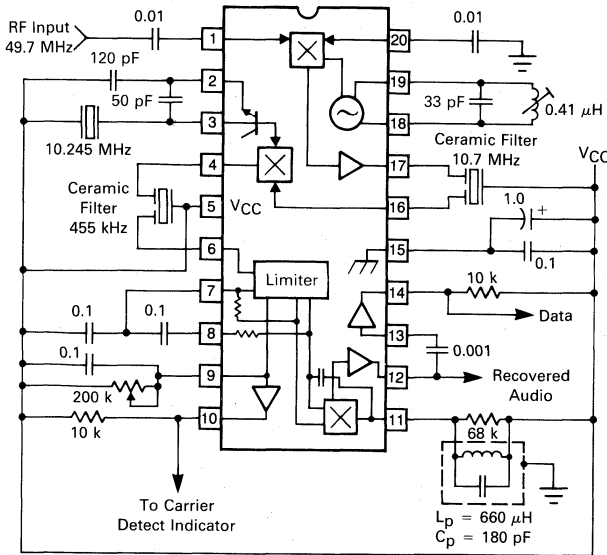 RF Input
49.7 MHz
0.01
120 pF
50 pF
10.245 MHz
Ceramic
Filter
455 kHz
0.1
0.1
0.1
200 k
10 k
To Carrier
Detect Indicator
1
2
3
4
5
6
7
8
9
10
VCC
Limiter
20
19
18
17
16
15
14
13
12
11
0.01
33 pF
0.41 μH
Ceramic Filter
10.7 MHz
VCC
1.0
+
0.1
10 k
Data
0.001
Recovered
Audio
68 k
Lp = 660 μH
Cp = 180 pF